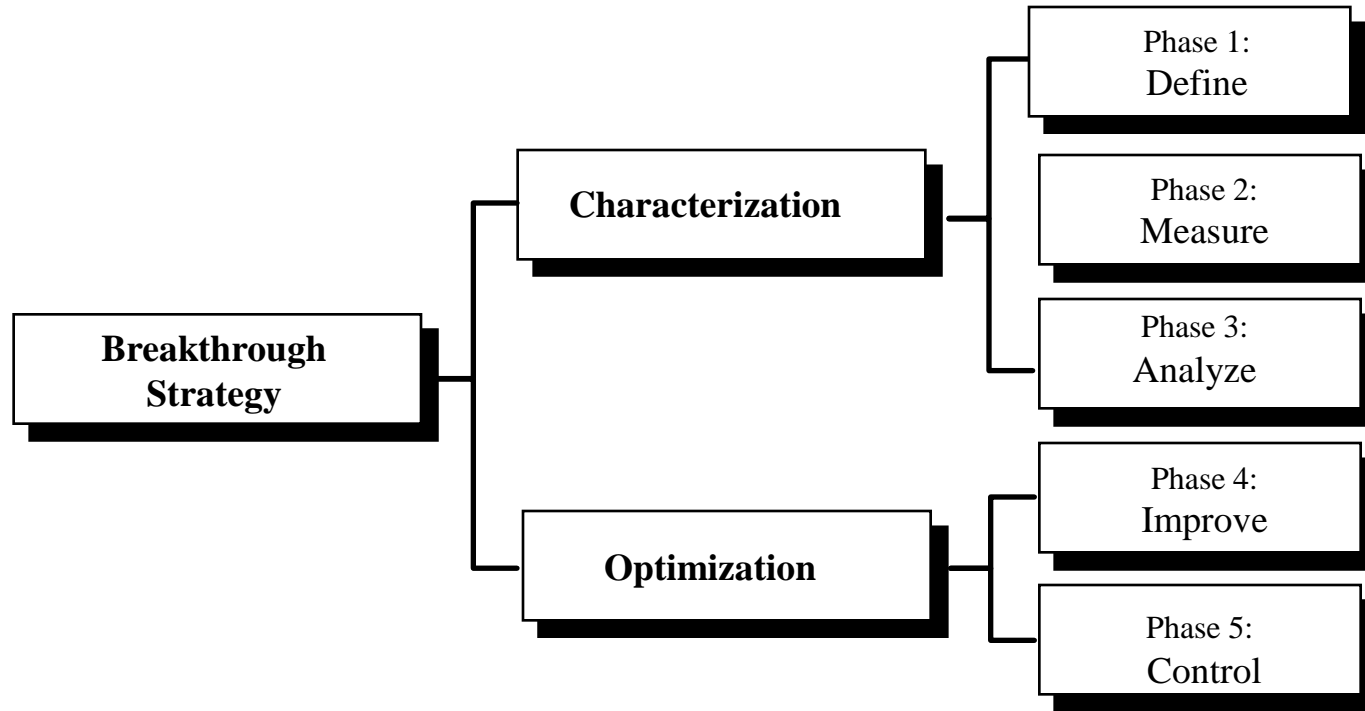 Breakthrough
Strategy
Characterization
Optimization
Phase 1:
Define
Phase 2:
Measure
Phase 3:
Analyze
Phase 4:
Improve
Phase 5:
Control